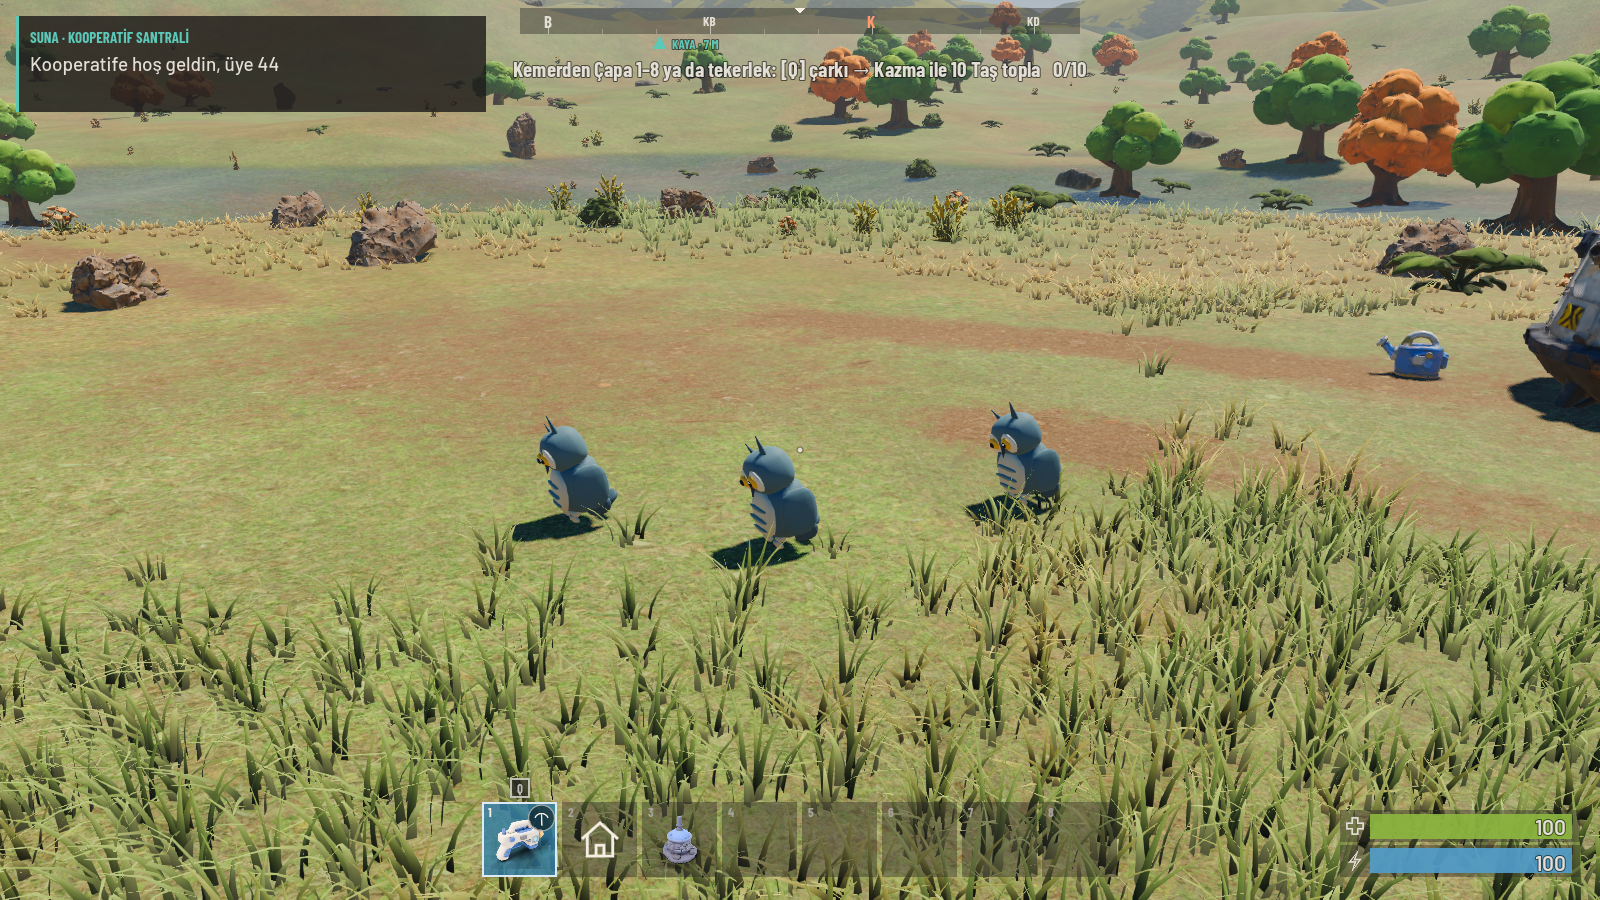 SUNA · KOOPERATİF SANTRALİ
Kooperatife hoş geldin, üye 44
B KB K KD
KAYA · 7 M
Kemerden Çapa 1-8 ya da tekerlek: [Q] çarkı → Kazma ile 10 Taş topla 0/10
Q
1 2 3 4 5 6 7 8
100
100